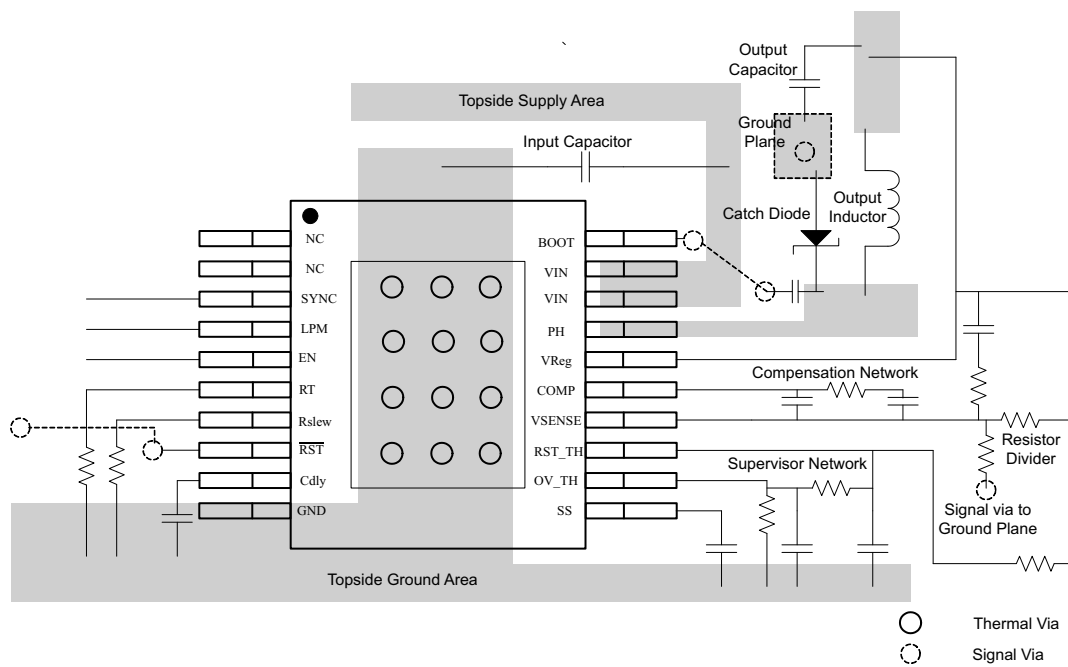 `
Output
Capacitor
Topside Supply Area
Ground
Plane
Input Capacitor
Output
Inductor
Catch Diode
NC
NC
SYNC
LPM
EN
RT
Rslew
RST
Cdly
GND
BOOT
VIN
VIN
PH
VReg
COMP
VSENSE
RST_TH
OV_TH
SS
Compensation Network
Resistor
Divider
Supervisor Network
Signal via to
Ground Plane
Topside Ground Area
Thermal Via
Signal Via